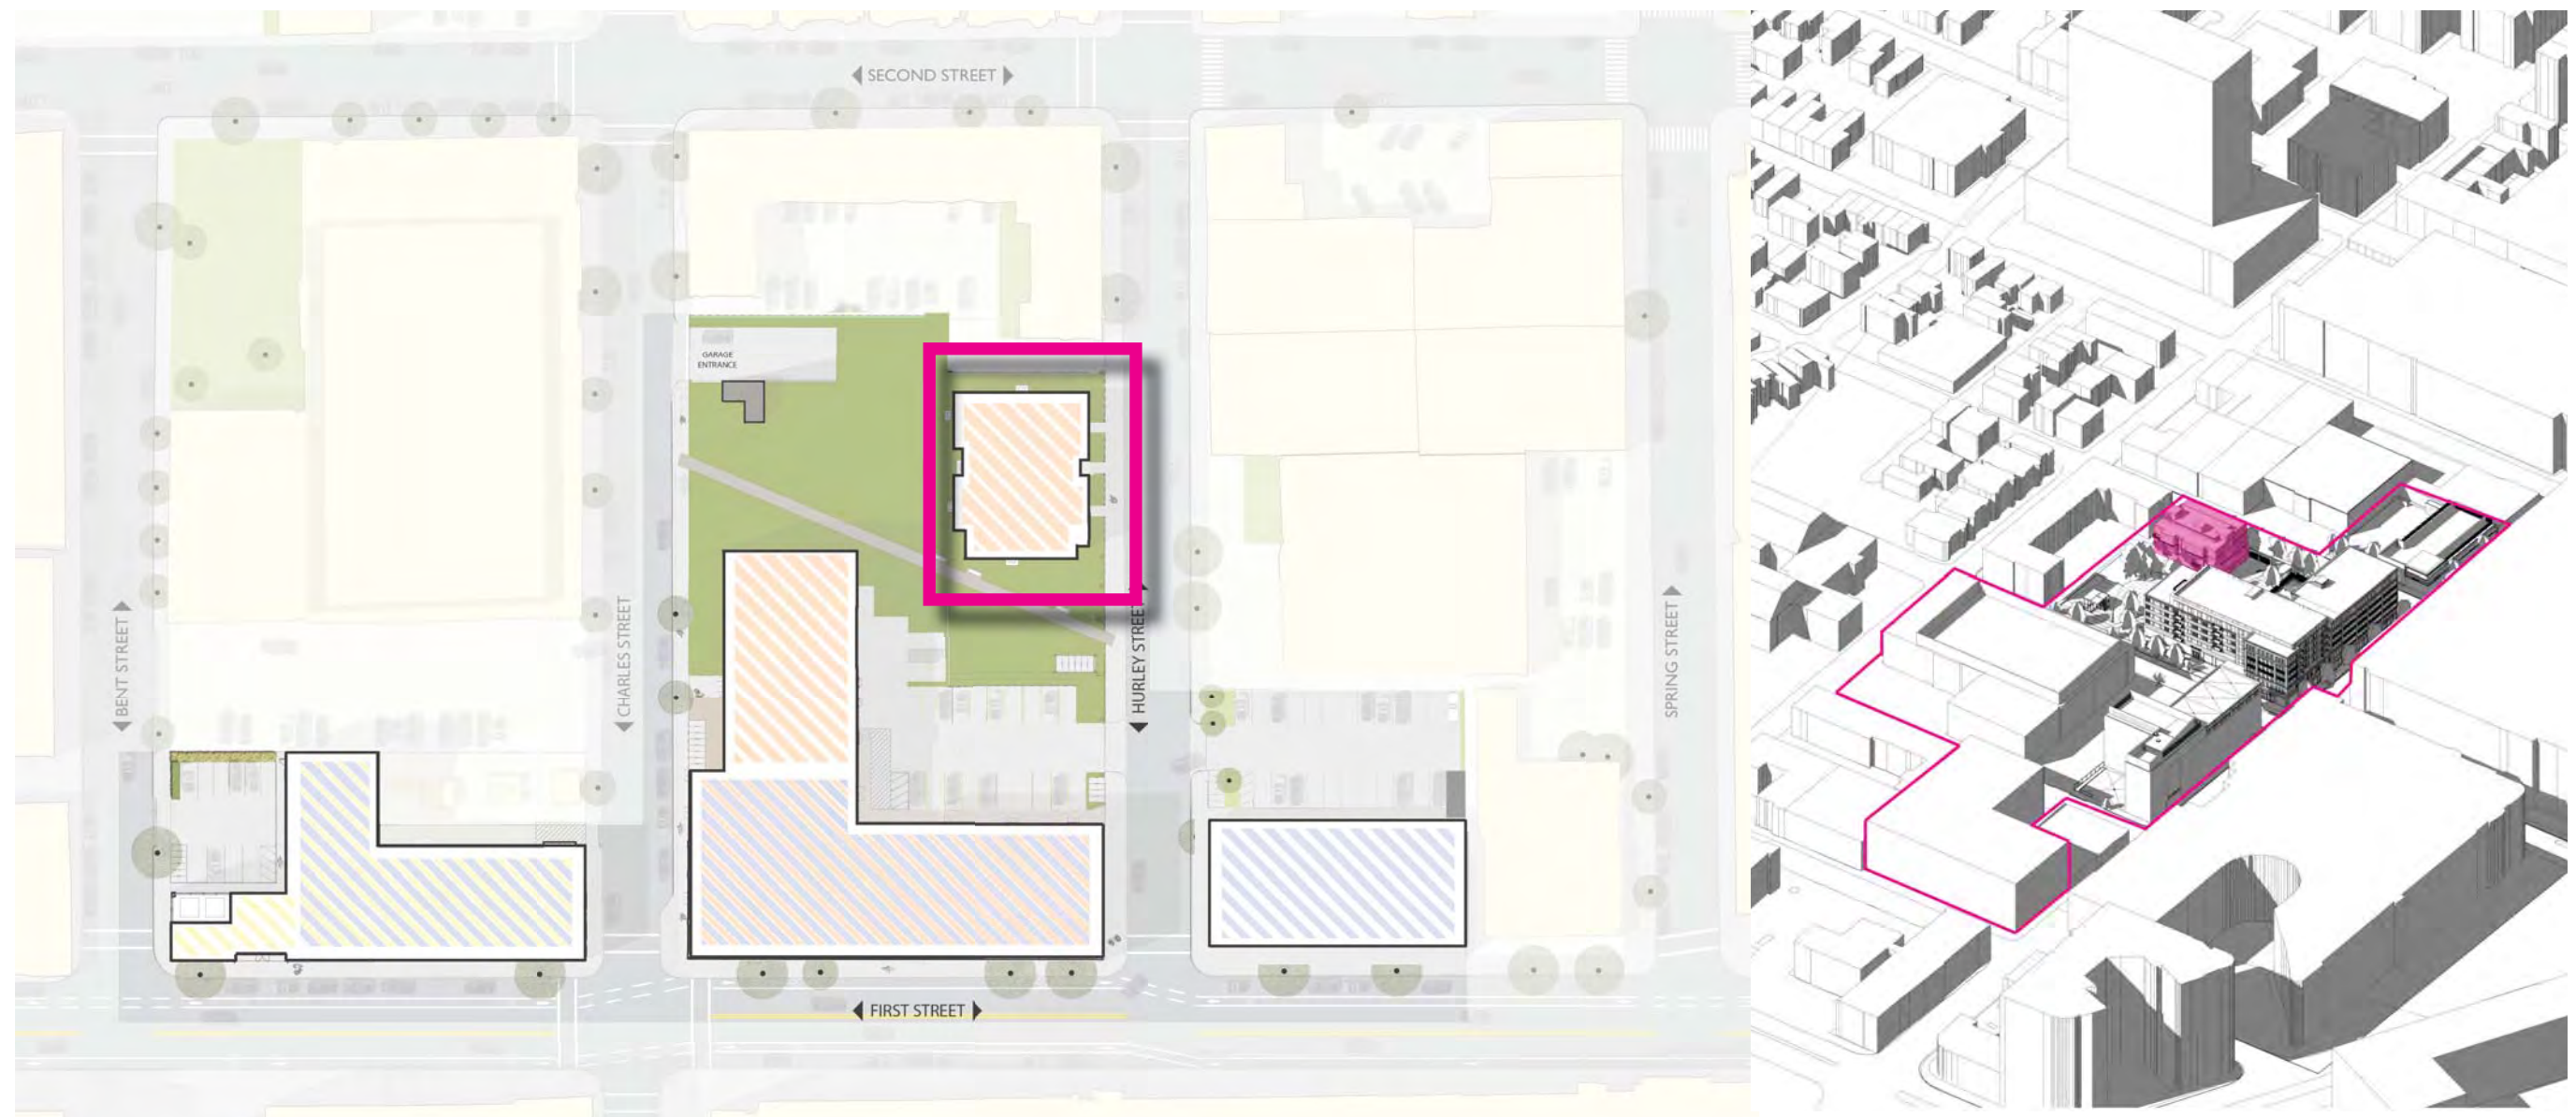 SECOND STREET
GARAGE
ENTRANCE
BENT STREET
CHARLES STREET
HURLEY STREET
SPRING STREET
FIRST STREET